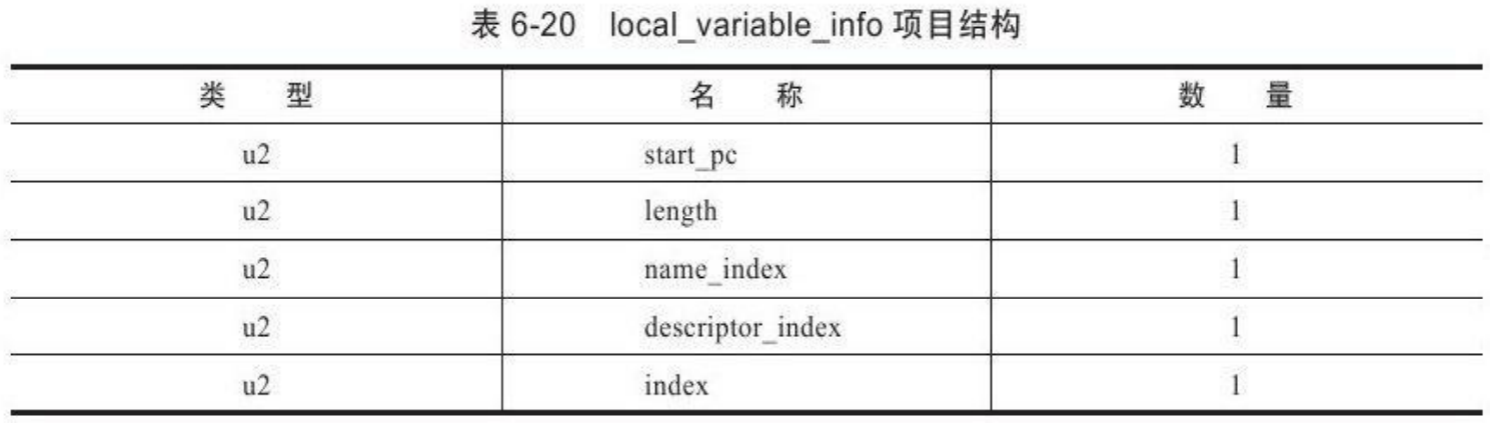 表 6-20 local_variable_info 项目结构
类 型 名 称 数 量
u2 start_pc 1
u2 length 1
u2 name_index 1
u2 descriptor_index 1
u2 index 1